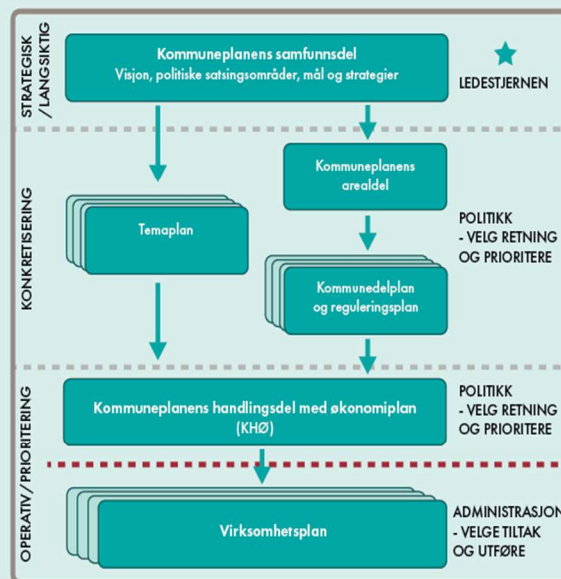 STRATEGISK
/LANGSIKTIG
Kommuneplanens samfunnsdel
Visjon, politiske satsingsområder, mål og strategier
LEDESTJERNEN
KONKRETISERING
Kommuneplanens
arealdel
Temaplan
POLITIKK
- VELG RETNING
OG PRIORITERE
Kommunedelplan
og reguleringsplan
OPERATIV/PRIORITERING
Kommuneplanens handlingsdel med økonomiplan
(KHØ)
POLITIKK
- VELG RETNING
OG PRIORITERE
Virksomhetsplan
ADMINISTRASJON
- VELGE TILTAK
OG UTFØRE